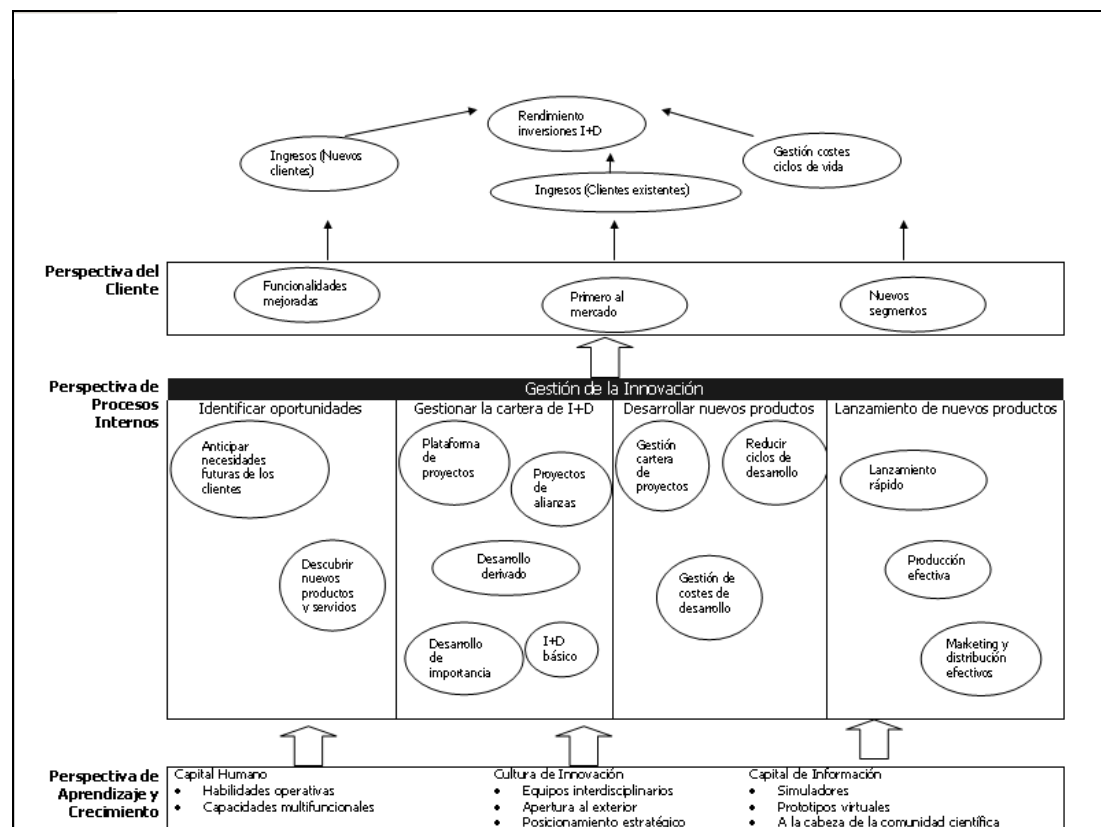 Rendimiento
inversiones I+D
Ingresos (Nuevos
clientes)
Gestión costes
ciclos de vida
Ingresos (Clientes existentes)
Perspectiva del
Cliente
Funcionalidades
mejoradas
Primero al
mercado
Nuevos
segmentos
Perspectiva de
Procesos
Internos
Gestión de la Innovación
Identificar oportunidades
Gestionar la cartera de I+D
Desarrollar nuevos productos
Lanzamiento de nuevos productos
Anticipar
necesidades
futuras de los
clientes
Descubrir
nuevos
productos
y servicios
Plataforma
de
proyectos
Proyectos
de
alianzas
Desarrollo
derivado
Desarrollo
de
importancia
I+D
básico
Gestión
cartera
de
proyectos
Reducir
ciclos de
desarrollo
Gestión de
costes de
desarrollo
Lanzamiento
rápido
Producción
efectiva
Marketing y
distribución
efectivos
Perspectiva de
Aprendizaje y
Crecimiento
Capital Humano
• Habilidades operativas
• Capacidades multifuncionales
Cultura de Innovación
• Equipos interdisciplinarios
• Apertura al exterior
• Posicionamiento estratégico
Capital de Información
• Simuladores
• Prototipos virtuales
• A la cabeza de la comunidad científica